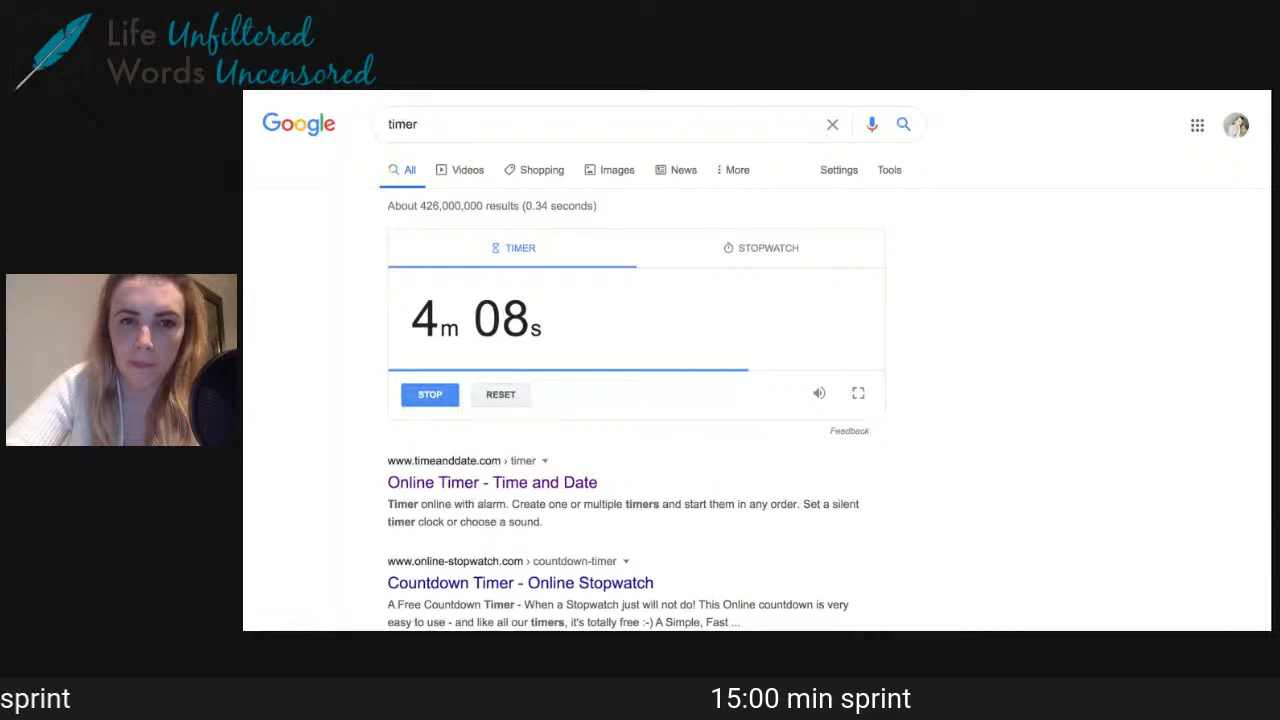 Life Unfiltered
Words Uncensored
Google
timer
All Videos Shopping Images News More Settings Tools
About 426,000,000 results (0.34 seconds)
TIMER STOPWATCH
4m 08s
STOP RESET
Feedback
www.timeanddate.com › timer
Online Timer - Time and Date
Timer online with alarm. Create one or multiple timers and start them in any order. Set a silent
timer clock or choose a sound.
www.online-stopwatch.com › countdown-timer
Countdown Timer - Online Stopwatch
A Free Countdown Timer - When a Stopwatch just will not do! This Online countdown is very
easy to use - and like all our timers, it's totally free :-) A Simple, Fast ...
sprint 15:00 min sprint